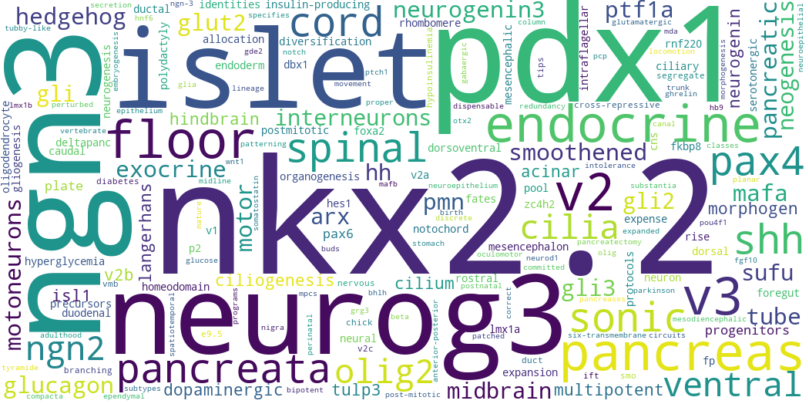 secretion
ngn-3
identities
insulin-producing
neurogenin3
ptf1a
column
glutamatergic
mda
locomotion
neuroepithelial
hedgehog
ductal
glut2
specifies
cord
rhombomere
tubby-like
hnf6
polydactyly
allocation
diversification
gde2
notch
endoderm
dbx1
ptch1
hypoinsulinemia
pdx1
gabaergic
mesencephalic
tips
intraflagellar
rnf220
pcp
ciliary
segregate
trunk
ghrelin
neurogenin
morphogenesis
serotonergic
pancreatic
neogenesis
gli
neurogenesis
embryogenesis
islet
glia
lineage
movement
proper
lmx1b
perturbed
epithelium
hindbrain
interneurons
dispensable
otx2
redundancy
cross-repressive
hb9
canal
classes
ngn3
vertebrate
deltapanc
caudal
floor
wnt1
patterning
postmitotic
foxa2
dorsoventral
endocrine
cns
fkbp8
planar
intolerance
oligodendrocyte
gliogenesis
plate
diabetes
exocrine
midline
somatostatin
spinal
v2a
organogenesis
hh
neuroepithelium
mafb
smoothened
acinar
pool
zc4h2
gli2
substantia
pax4
mafa
motoneurons
langerhans
mature
v1
p2
glucose
motor
hes1
arx
pax6
buds
notochord
stomach
pmn
fates
birth
discrete
oculomotor
v2
cilia
mesencephalon
neurod1
committed
expense
expanded
pancreatectomy
olig
morphogen
rise
pou4f1
dorsal
fgf10
shh
hyperglycemia
v2b
nkx2.2
isl1
precursors
vmb
duodenal
homeodomain
ciliogenesis
nervous
cilium
rostral
postnatal
gli3
protocols
neuron
parkinson
v3
sufu
foregut
progenitors
tube
adulthood
ngn2
e9.5
spatiotemporal
neurog3
programs
mpcs
bhlh
grg3
chick
beta
perinatal
nigra
neural
v2c
anterior-posterior
lmx1a
patched
correct
sonic
mesodiencephalic
six-transmembrane
circuits
pancreases
pancreas
fp
tyramide
branching
glucagon
compacta
ependymal
pancreata
subtypes
bipotent
dopaminergic
olig2
tulp3
post-mitotic
duct
expansion
midbrain
ift
smo
multipotent
ventral